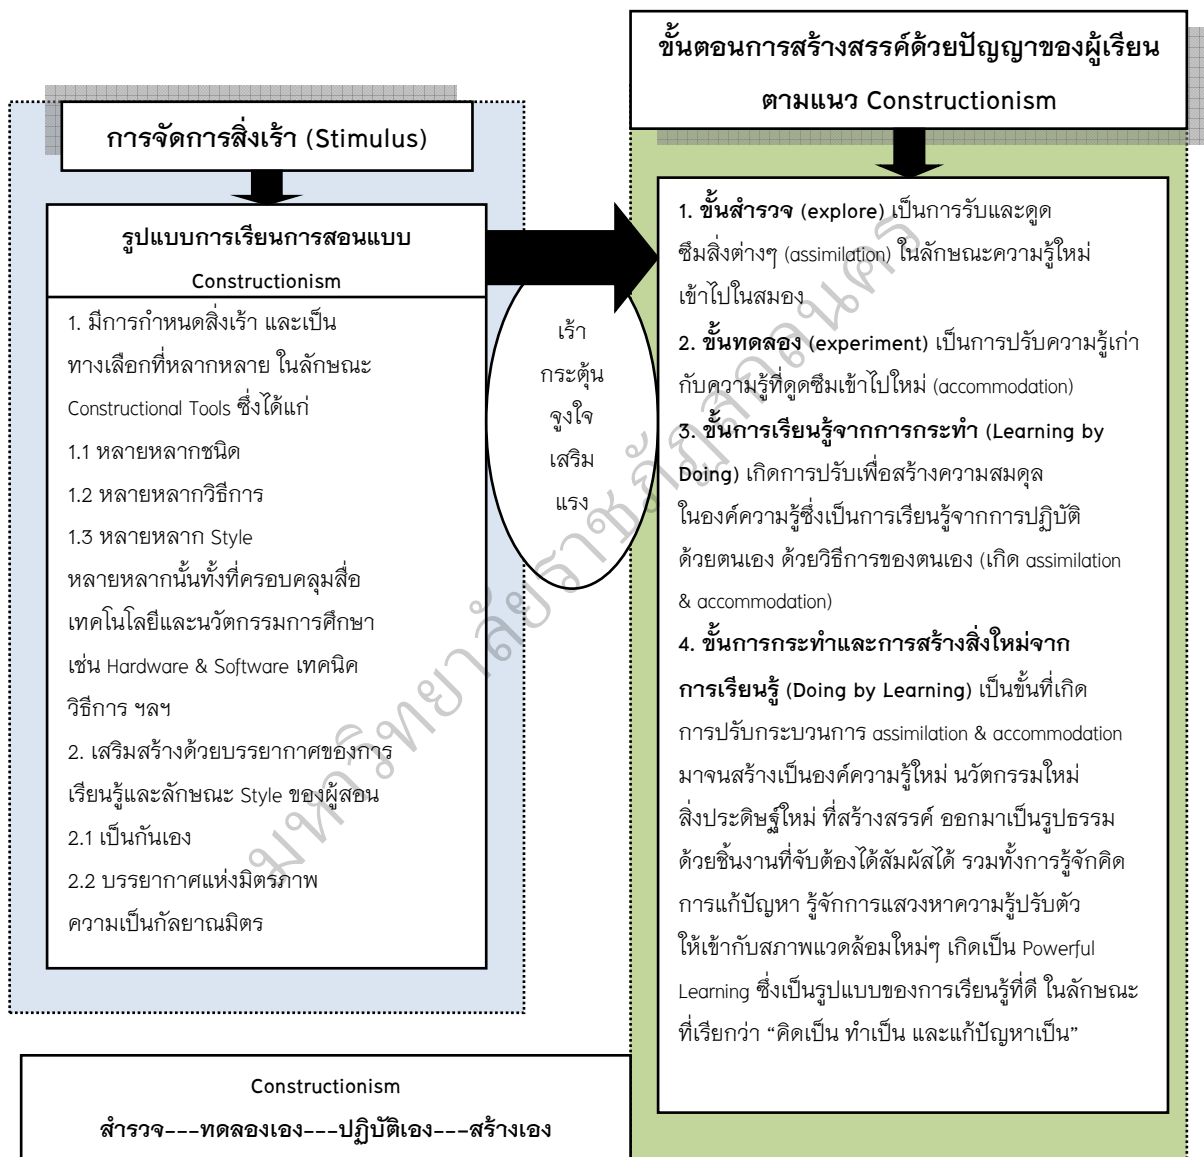 ขั้นตอนการสร้างสรรค์ด้วยปัญญาของผู้เรียน
ตามแนว Constructionism
การจัดการสิ่งเร้า (Stimulus)
รูปแบบการเรียนการสอนแบบ
Constructionism
1. มีการกำหนดสิ่งเร้า และเป็น
ทางเลือกที่หลากหลาย ในลักษณะ
Constructional Tools ซึ่งได้แก่
1.1 หลายหลากชนิด
1.2 หลายหลากวิธีการ
1.3 หลายหลาก Style
หลายหลากนั้นทั้งที่ครอบคลุมสื่อ
เทคโนโลยีและนวัตกรรมการศึกษา
เช่น Hardware & Software เทคนิค
วิธีการ ฯลฯ
2. เสริมสร้างด้วยบรรยากาศของการ
เรียนรู้และลักษณะ Style ของผู้สอน
2.1 เป็นกันเอง
2.2 บรรยากาศแห่งมิตรภาพ
ความเป็นกัลยาณมิตร
เร้า
กระตุ้น
จูงใจ
เสริม
แรง
1. ขั้นสำรวจ (explore) เป็นการรับและดูด
ซึมสิ่งต่างๆ (assimilation) ในลักษณะความรู้ใหม่
เข้าไปในสมอง
2. ขั้นทดลอง (experiment) เป็นการปรับความรู้เก่า
กับความรู้ที่ดูดซึมเข้าไปใหม่ (accommodation)
3. ขั้นการเรียนรู้จากการกระทำ (Learning by
Doing) เกิดการปรับเพื่อสร้างความสมดุล
ในองค์ความรู้ซึ่งเป็นการเรียนรู้จากการปฏิบัติ
ด้วยตนเอง ด้วยวิธีการของตนเอง (เกิด assimilation
& accommodation)
4. ขั้นการกระทำและการสร้างสิ่งใหม่จาก
การเรียนรู้ (Doing by Learning) เป็นขั้นที่เกิด
การปรับกระบวนการ assimilation & accommodation
มาจนสร้างเป็นองค์ความรู้ใหม่ นวัตกรรมใหม่
สิ่งประดิษฐ์ใหม่ ที่สร้างสรรค์ ออกมาเป็นรูปธรรม
ด้วยชิ้นงานที่จับต้องได้สัมผัสได้ รวมทั้งการรู้จักคิด
การแก้ปัญหา รู้จักการแสวงหาความรู้ปรับตัว
ให้เข้ากับสภาพแวดล้อมใหม่ๆ เกิดเป็น Powerful
Learning ซึ่งเป็นรูปแบบของการเรียนรู้ที่ดี ในลักษณะ
ที่เรียกว่า “คิดเป็น ทำเป็น และแก้ปัญหาเป็น”
Constructionism
สำรวจ---ทดลองเอง---ปฏิบัติเอง---สร้างเอง
มหาวิทยาลัยราชภัฏสกลนคร